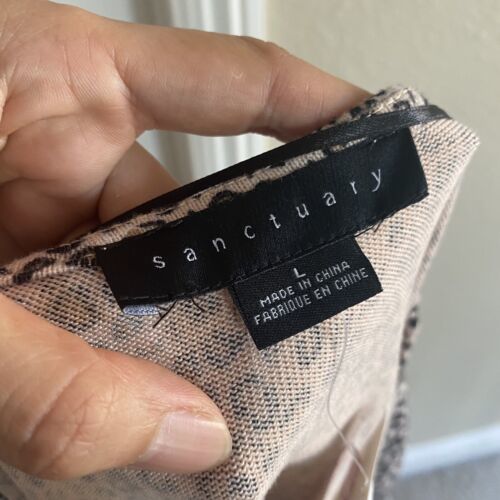 sanctuary
L
MADE IN CHINA
FABRIQUE EN CHINE